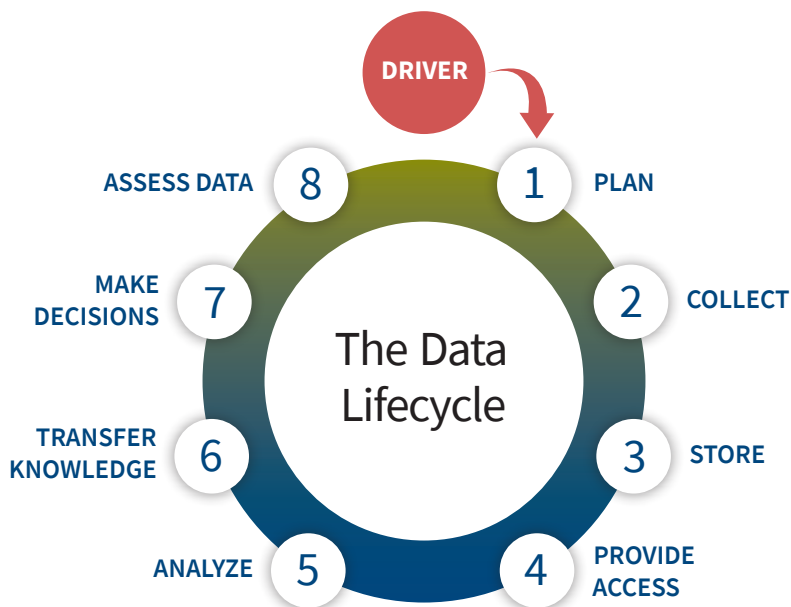 DRIVER
1
PLAN
2
COLLECT
3
STORE
4
PROVIDE
ACCESS
5
ANALYZE
6
TRANSFER
KNOWLEDGE
7
MAKE
DECISIONS
8
ASSESS DATA
The Data
Lifecycle